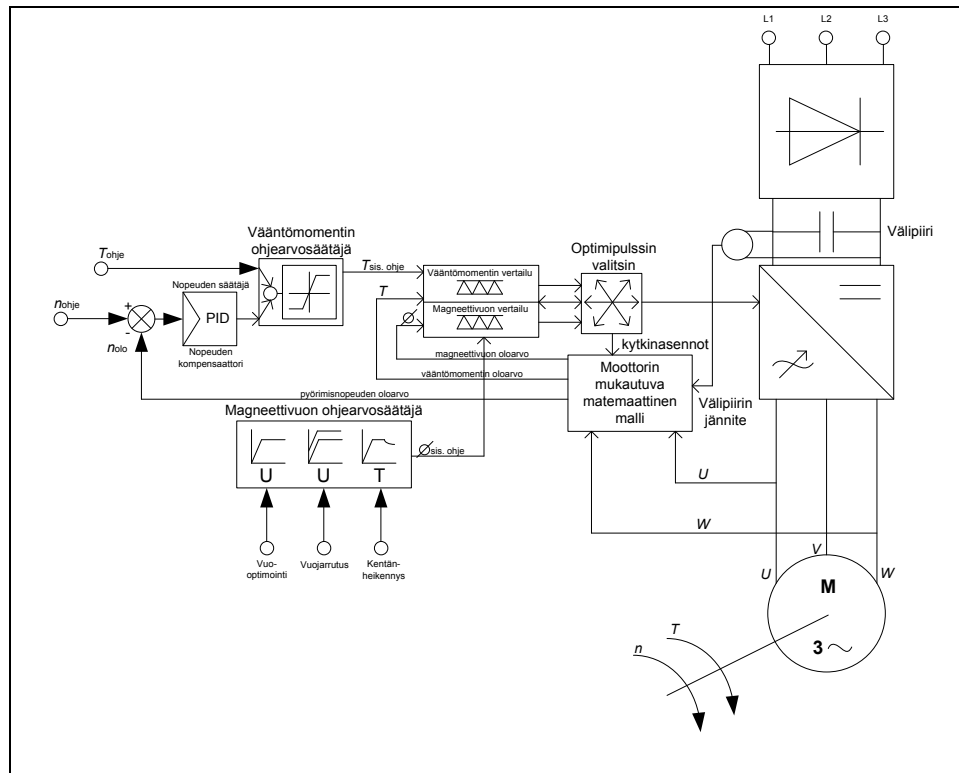 L1
L2
L3
Välipiiri
Vääntömomentin
ohjearvosäätäjä
Optimipulssin
valitsin
Tohje
Tsis. ohje
Vääntömomentin vertailu
T
Magneettivuon vertailu
Ø
nohje
+
-
nolo
Nopeuden säätäjä
PID
Nopeuden
kompensaattori
kytkinasennot
magneettivuon oloarvo
vääntömomentin oloarvo
pyörimisnopeuden oloarvo
Moottorin
mukautuva
matemaattinen
malli
Välipiirin
jännite
Magneettivuon ohjearvosäätäjä
U
U
T
Øsis. ohje
Vuo-
optimointi
Vuojarrutus
Kentän-
heikennys
U
W
V
U
W
M
3
T
n